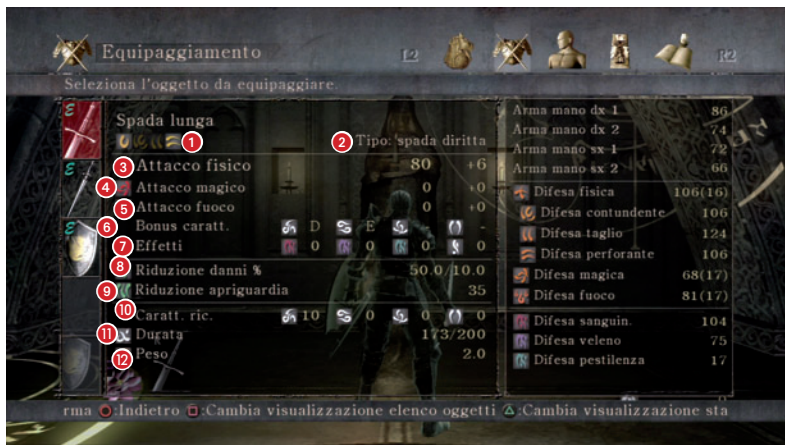 Equipaggiamento L2 R2
Seleziona l'oggetto da equipaggiare
E
Spada lunga
1
2 Tipo: spada diritta
3 Attacco fisico 80 +6
4 Attacco magico 0 +0
5 Attacco fuoco 0 +0
6 Bonus caratt. D E - -
7 Effetti 0 0 0 0
8 Riduzione danni % 50.0/10.0
9 Riduzione apriguardia 35
10 Caratt. ric. 10 0 0 0
11 Durata 173/200
12 Peso 2.0
E
E
Arma mano dx 1 86
Arma mano dx 2 74
Arma mano sx 1 72
Arma mano sx 2 66
Difesa fisica 106(16)
Difesa contundente 106
Difesa taglio 124
Difesa perforante 106
Difesa magica 68(17)
Difesa fuoco 81(17)
Difesa sanguin. 104
Difesa veleno 75
Difesa pestilenza 17
rma :Indietro :Cambia visualizzazione elenco oggetti :Cambia visualizzazione sta